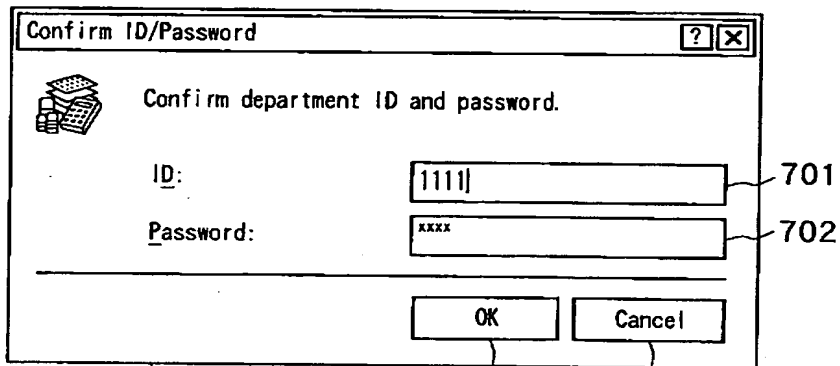 Confirm ID/Password ? X
Confirm department ID and password.
ID: 1111 701
Password: xxxx 702
OK Cancel